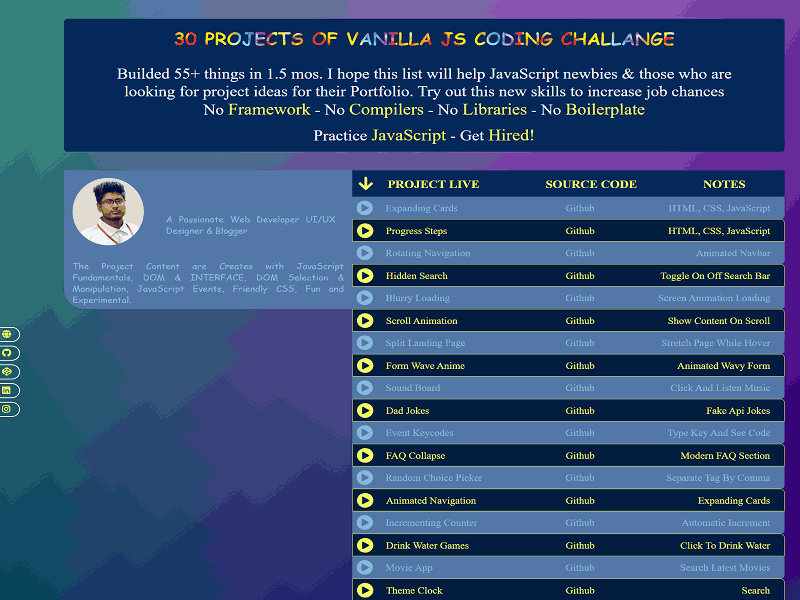 30 PROJECTS OF VANILLA JS CODING CHALLANGE
Builded 55+ things in 1.5 mos. I hope this list will help JavaScript newbies & those who are
looking for project ideas for their Portfolio. Try out this new skills to increase job chances
No Framework - No Compilers - No Libraries - No Boilerplate
Practice JavaScript - Get Hired!
A Passionate Web Developer UI/UX
Designer & Blogger
The Project Content are Creates with JavaScript
Fundamentals, DOM & INTERFACE, DOM Selection &
Manipulation, JavaScript Events, Friendly CSS, Fun and
Experimental.
PROJECT LIVE SOURCE CODE NOTES
Expanding Cards Github HTML, CSS, JavaScript
Progress Steps Github HTML, CSS, JavaScript
Rotating Navigation Github Animated Navbar
Hidden Search Github Toggle On Off Search Bar
Blurry Loading Github Screen Animation Loading
Scroll Animation Github Show Content On Scroll
Split Landing Page Github Stretch Page While Hover
Form Wave Anime Github Animated Wavy Form
Sound Board Github Click And Listen Music
Dad Jokes Github Fake Api Jokes
Event Keycodes Github Type Key And See Code
FAQ Collapse Github Modern FAQ Section
Random Choice Picker Github Separate Tag By Comma
Animated Navigation Github Expanding Cards
Incrementing Counter Github Automatic Increment
Drink Water Games Github Click To Drink Water
Movie App Github Search Latest Movies
Theme Clock Github Search